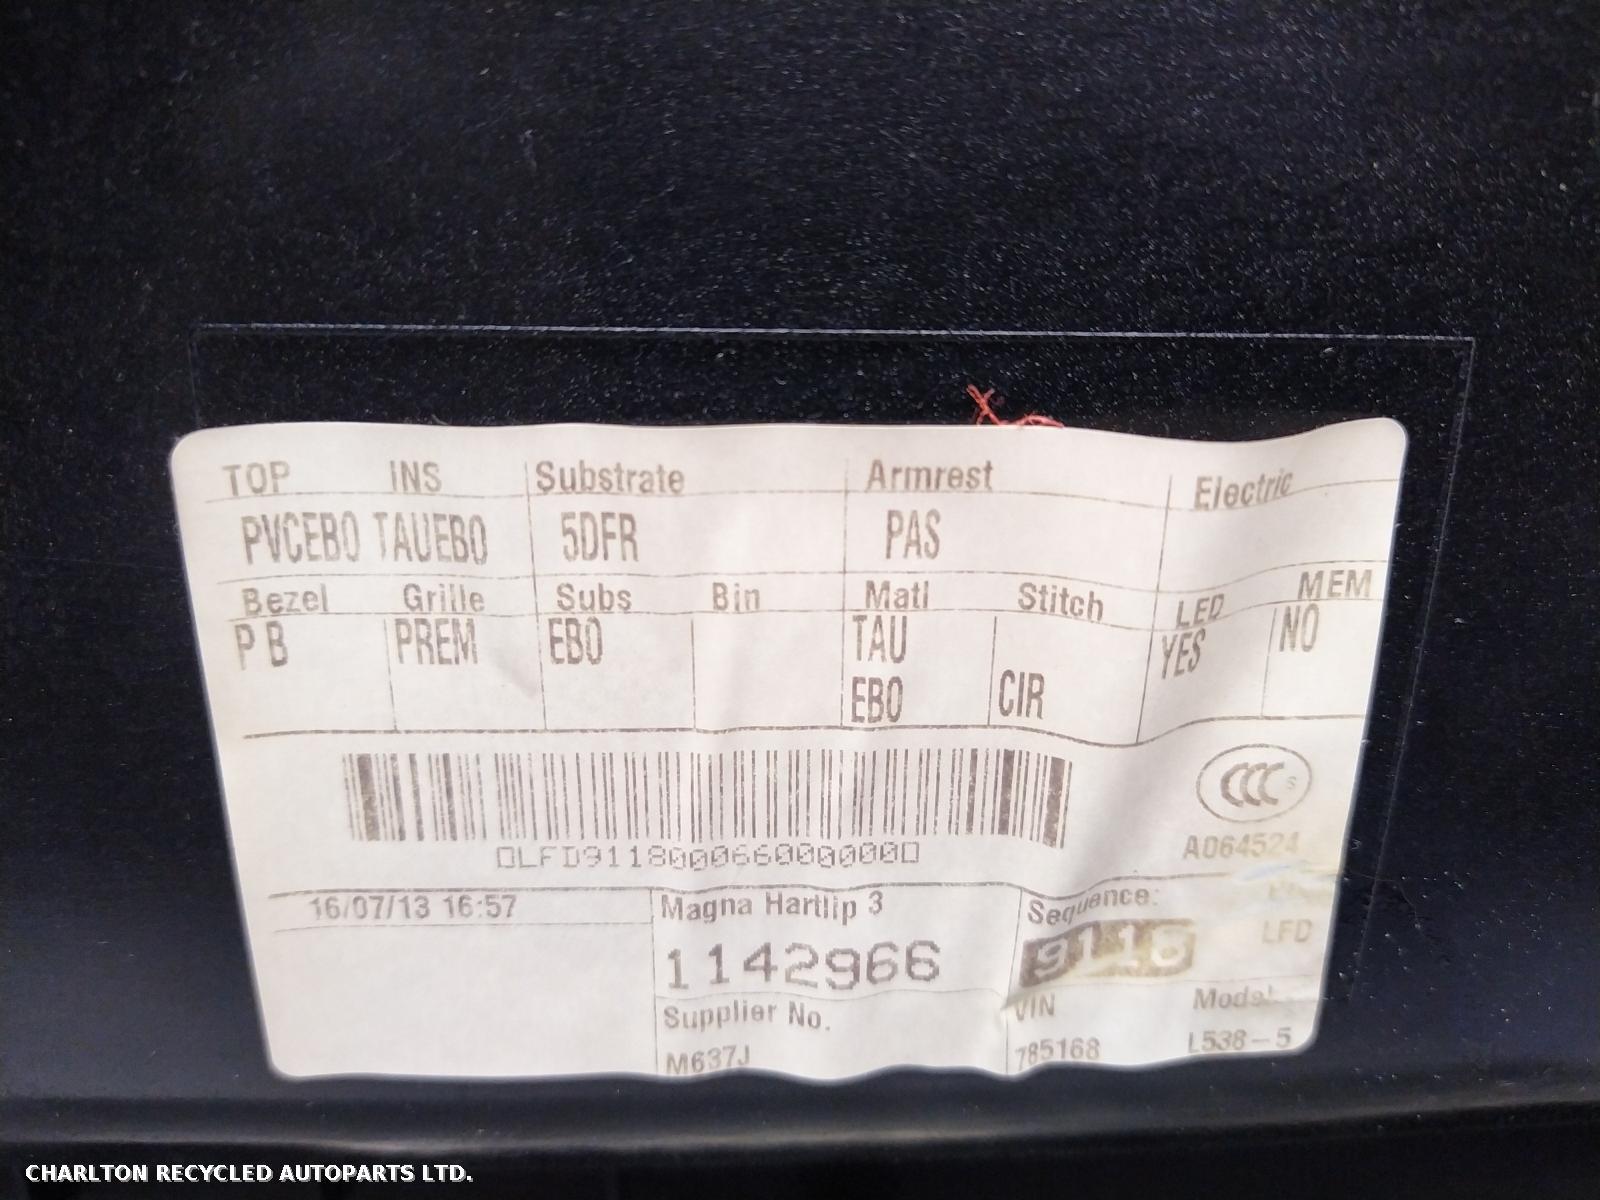 TOP INS Substrate Armrest Electric
PVCEBO TAUEBO 5DFR PAS
Bezel Grille Subs Bin Matl Stitch LED MEM
P B PREM EBO TAU YES NO
EBO CIR
CCC S
A064524
16/07/13 16:57 Magna Hartlip 3 Sequence:
1142966 9118 LFD
Supplier No. VIN Model
M637J 785168 L538-5
CHARLTON RECYCLED AUTOPARTS LTD.